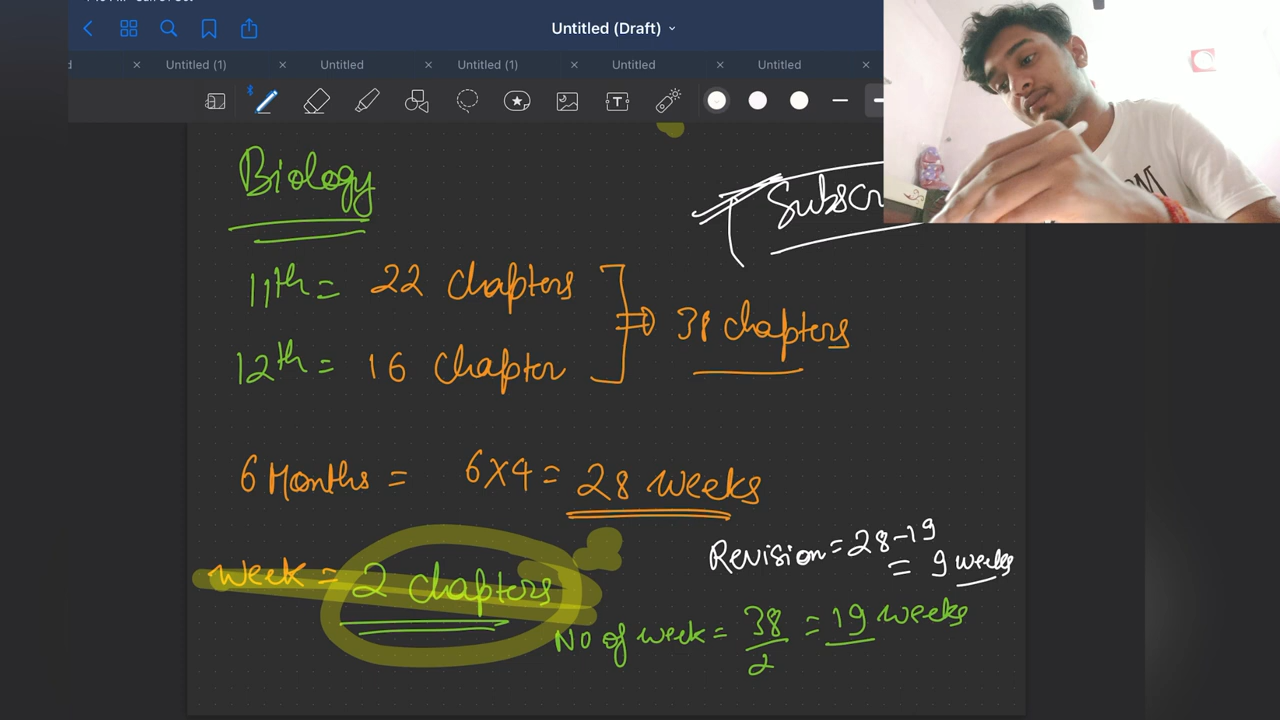 Untitled (Draft)
d Untitled (1) Untitled Untitled (1) Untitled Untitled
Biology
Subscr
11th = 22 Chapters
38 chapters
12th = 16 Chapter
6 Months = 6x4 = 28 weeks
Revision = 28-19
= 9 weeks
week = 2 chapters
No of week = 38/2 = 19 weeks